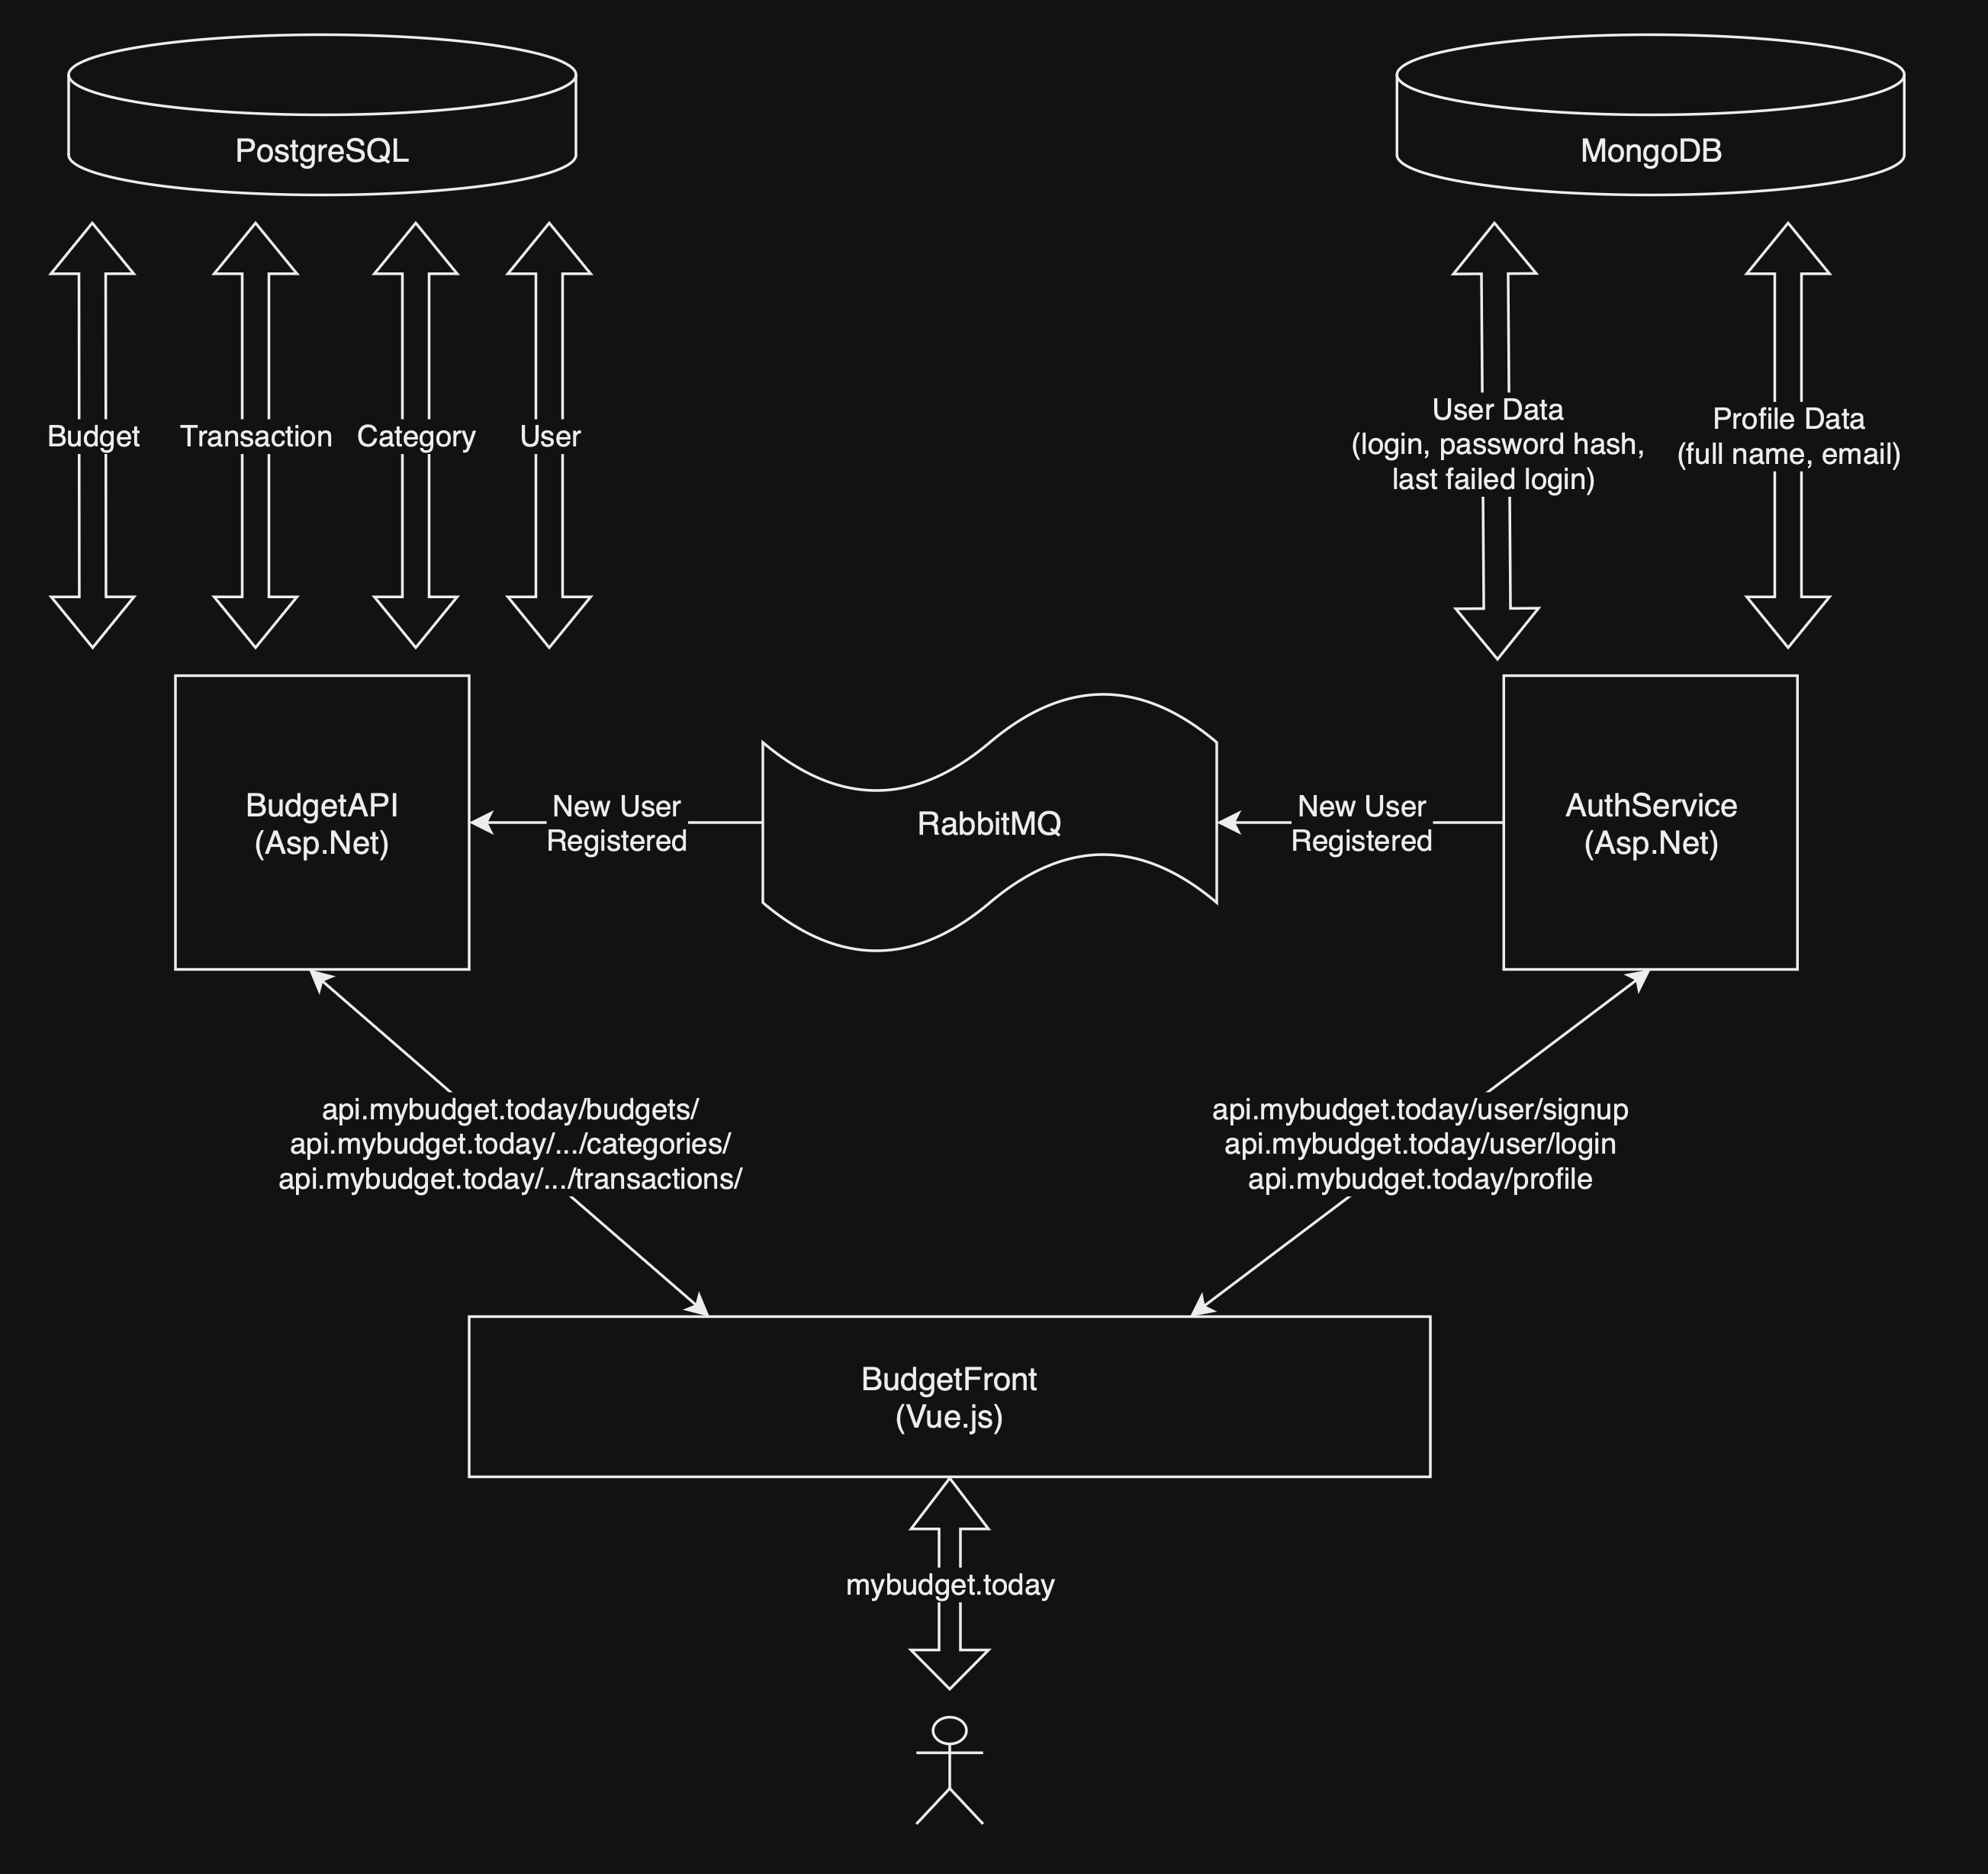 PostgreSQL
MongoDB
Budget
Transaction
Category
User
User Data
(login, password hash,
last failed login)
Profile Data
(full name, email)
BudgetAPI
(Asp.Net)
New User
Registered
RabbitMQ
New User
Registered
AuthService
(Asp.Net)
api.mybudget.today/budgets/
api.mybudget.today/.../categories/
api.mybudget.today/.../transactions/
api.mybudget.today/user/signup
api.mybudget.today/user/login
api.mybudget.today/profile
BudgetFront
(Vue.js)
mybudget.today